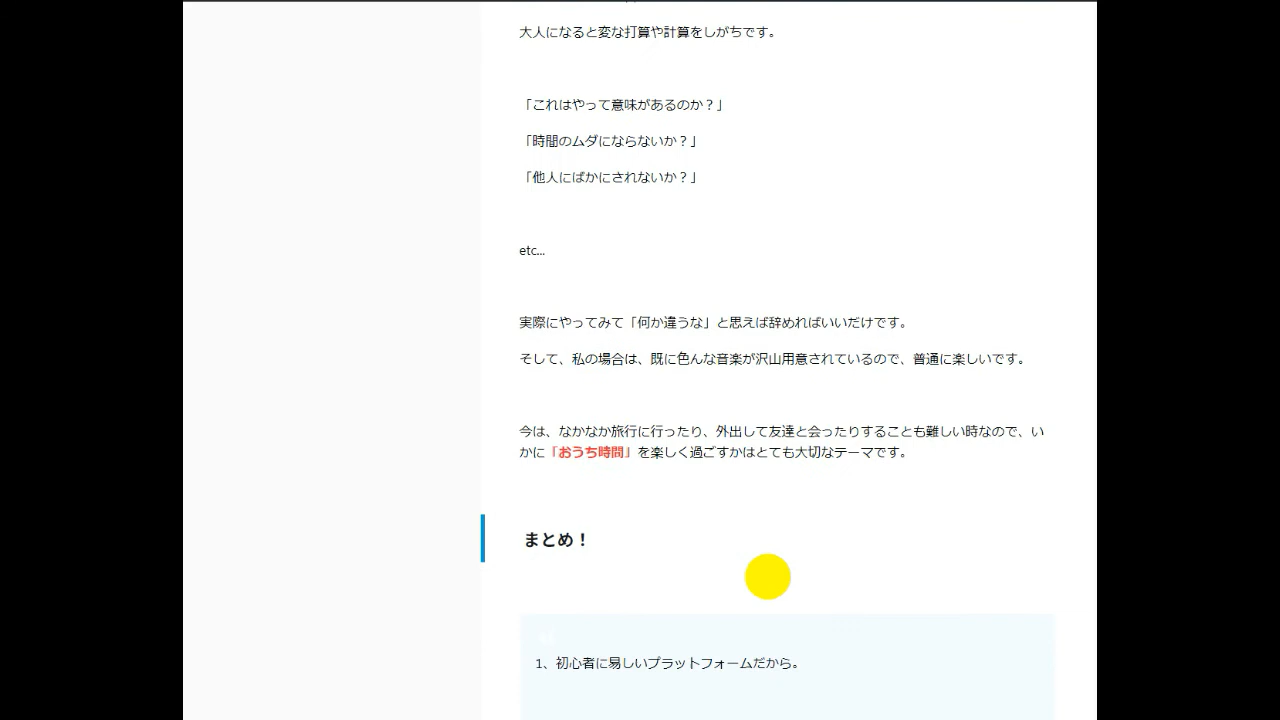 大人になると変な打算や計算をしがちです。
「これはやって意味があるのか？」
「時間のムダにならないか？」
「他人にばかにされないか？」
etc...
実際にやってみて「何か違うな」と思えば辞めればいいだけです。
そして、私の場合は、既に色んな音楽が沢山用意されているので、普通に楽しいです。
今は、なかなか旅行に行ったり、外出して友達と会ったりすることも難しい時なので、い
かに「おうち時間」を楽しく過ごすかはとても大切なテーマです。
まとめ！
1、初心者に易しいプラットフォームだから。